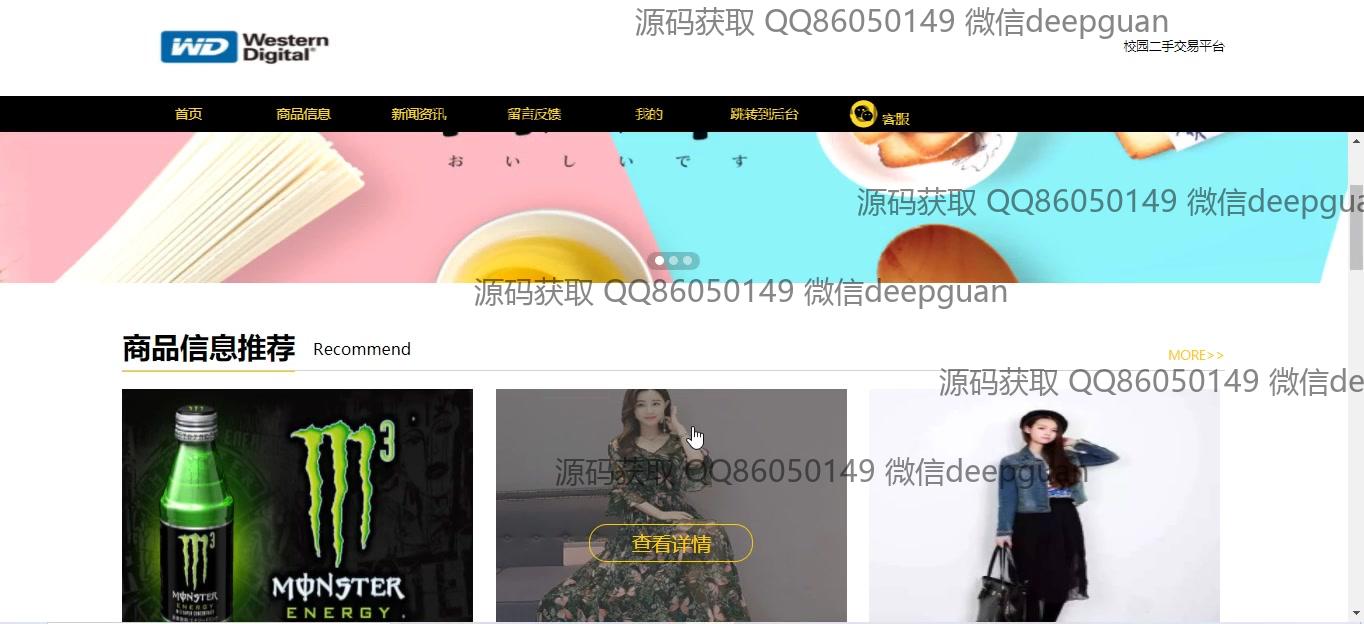 源码获取 QQ86050149 微信deepguan
WD Western
Digital
校园二手交易平台
首页 商品信息 新闻资讯 留言反馈 我的 跳转到后台 客服
おいしいです
源码获取 QQ86050149 微信deepgua
源码获取 QQ86050149 微信deepguan
商品信息推荐 Recommend MORE>>
源码获取 QQ86050149 微信de
源码获取 QQ86050149 微信deepguan
查看详情
M3
MONSTER
ENERGY
MONSTER
ENERGY